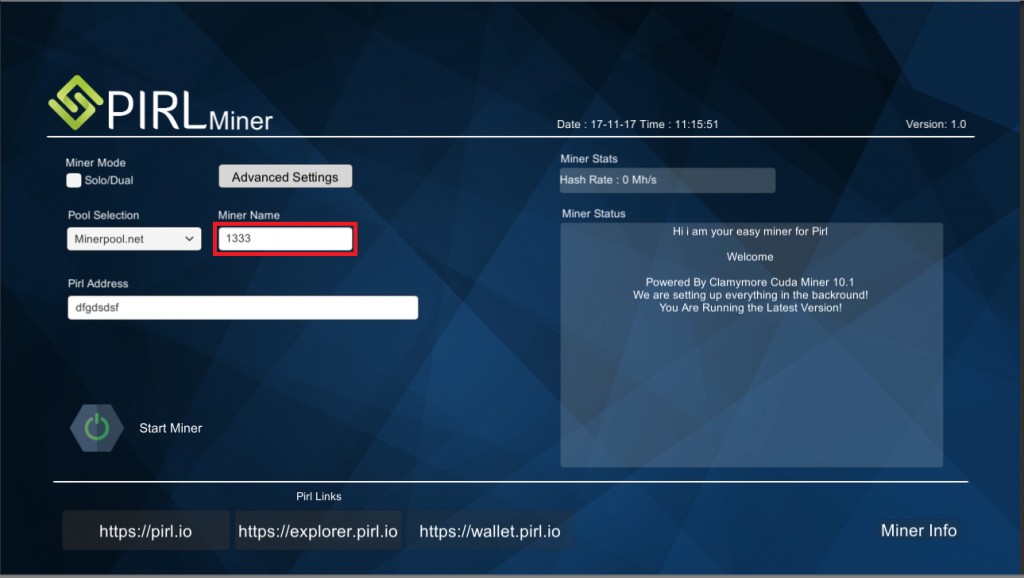 PIRL Miner
Date : 17-11-17 Time : 11:15:51
Version: 1.0
Miner Mode
Solo/Dual
Advanced Settings
Pool Selection
Miner Name
Minerpool.net
1333
Pirl Address
dfgdsdsf
Start Miner
Miner Stats
Hash Rate : 0 Mh/s
Miner Status
Hi i am your easy miner for Pirl
Welcome
Powered By Clamymore Cuda Miner 10.1
We are setting up everything in the backround!
You Are Running the Latest Version!
Pirl Links
https://pirl.io
https://explorer.pirl.io
https://wallet.pirl.io
Miner Info